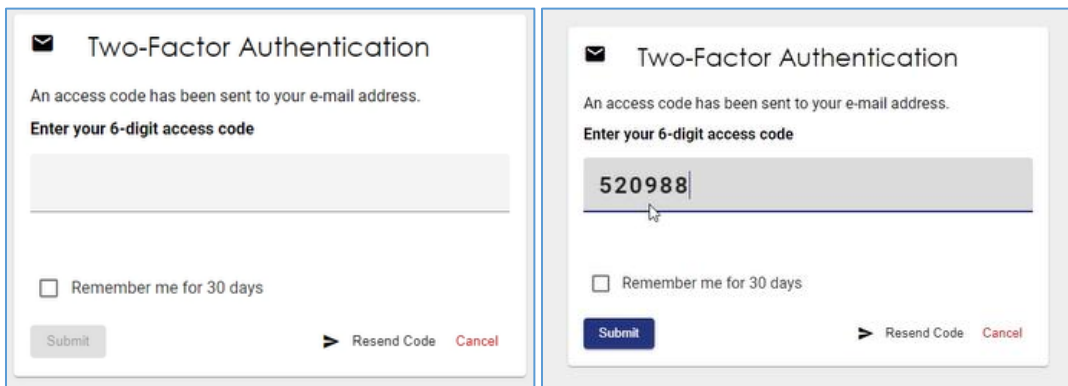 Two-Factor Authentication
An access code has been sent to your e-mail address.
Enter your 6-digit access code
Remember me for 30 days
Submit
Resend Code
Cancel
Two-Factor Authentication
An access code has been sent to your e-mail address.
Enter your 6-digit access code
520988
Remember me for 30 days
Submit
Resend Code
Cancel